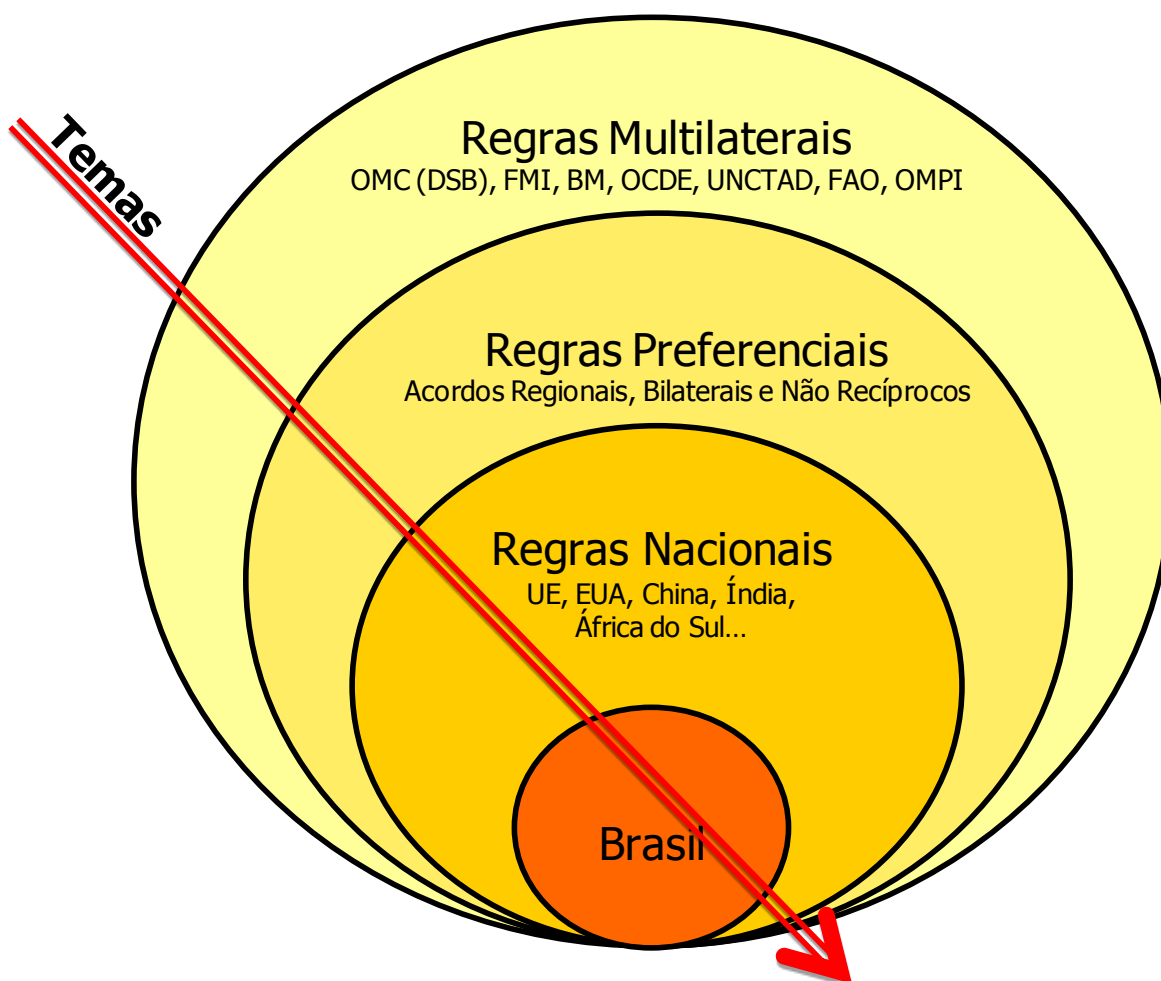 Temas
Regras Multilaterais
OMC (DSB), FMI, BM, OCDE, UNCTAD, FAO, OMPI
Regras Preferenciais
Acordos Regionais, Bilaterais e Não Recíprocos
Regras Nacionais
UE, EUA, China, Índia,
África do Sul...
Brasil